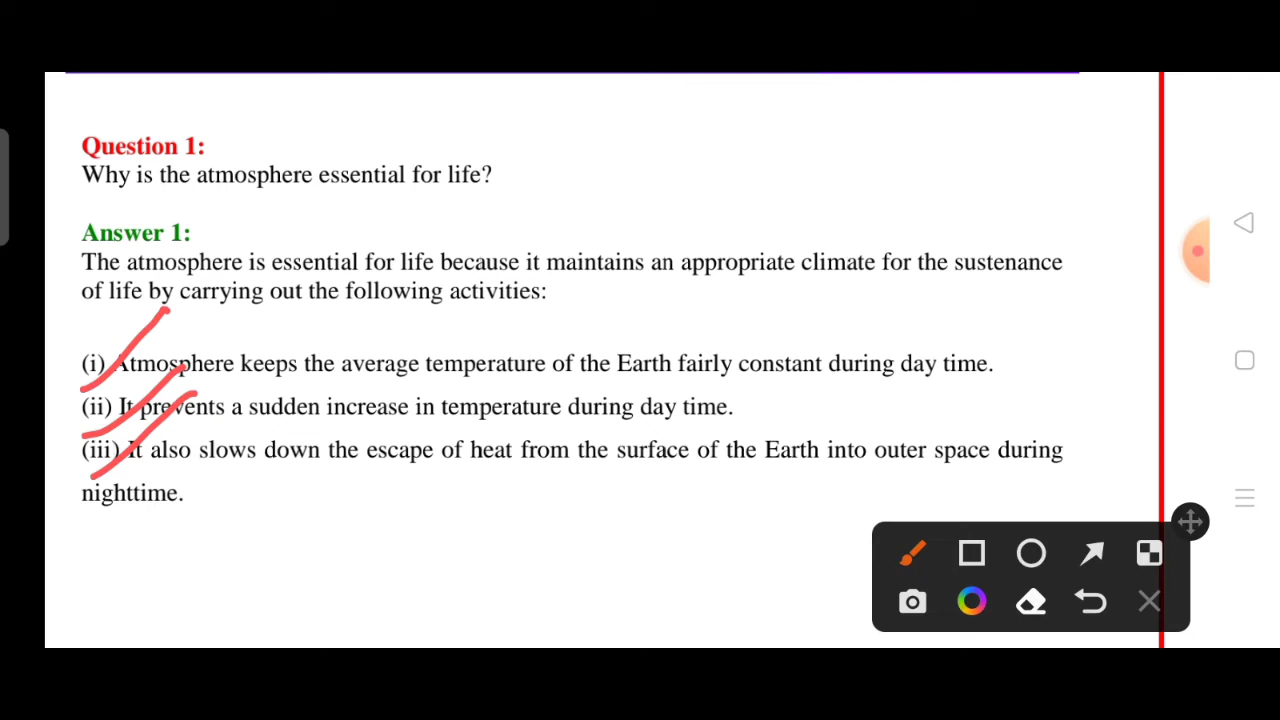 Question 1:
Why is the atmosphere essential for life?
Answer 1:
The atmosphere is essential for life because it maintains an appropriate climate for the sustenance
of life by carrying out the following activities:
(i) Atmosphere keeps the average temperature of the Earth fairly constant during day time.
(ii) It prevents a sudden increase in temperature during day time.
(iii) It also slows down the escape of heat from the surface of the Earth into outer space during
nighttime.